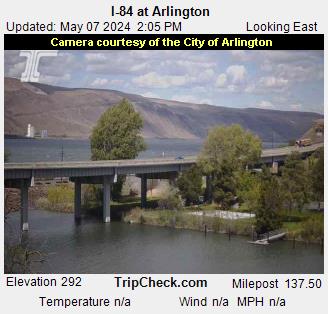 I-84 at Arlington
Updated: May 07 2024 2:05 PM Looking East
Camera courtesy of the City of Arlington
Elevation 292 TripCheck.com Milepost 137.50
Temperature n/a Wind n/a MPH n/a